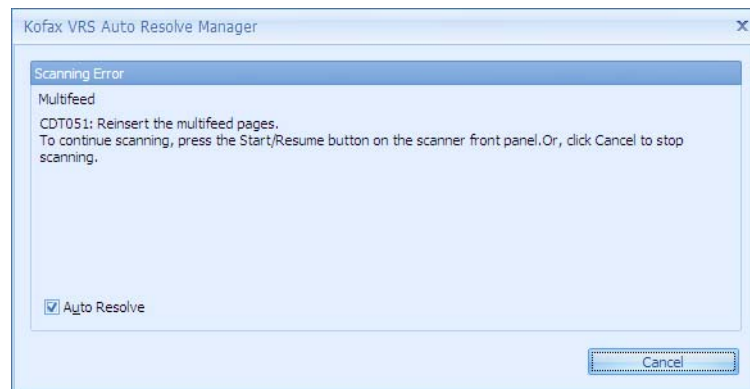 Kofax VRS Auto Resolve Manager
Scanning Error
Multifeed
CDT051: Reinsert the multifeed pages.
To continue scanning, press the Start/Resume button on the scanner front panel.Or, click Cancel to stop
scanning.
Auto Resolve
Cancel